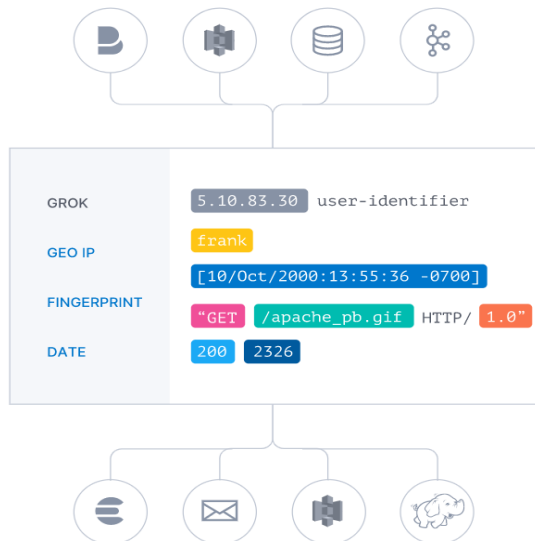 GROK
GEO IP
FINGERPRINT
DATE
5.10.83.30 user-identifier
frank
[10/Oct/2000:13:55:36 -0700]
“GET /apache_pb.gif HTTP/ 1.0”
200 2326